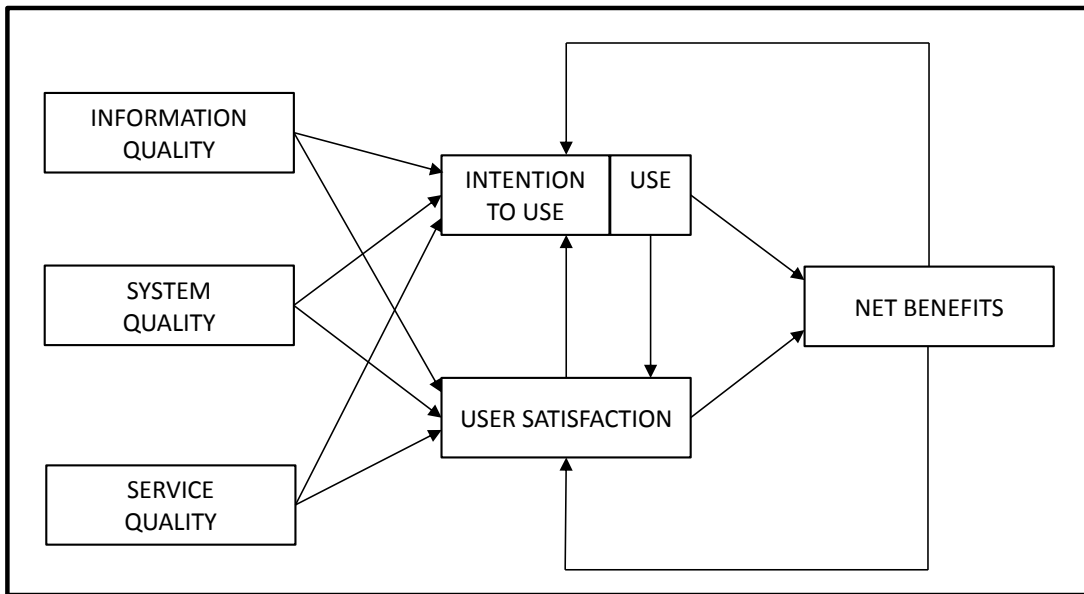 INFORMATION
QUALITY
INTENTION
TO USE
USE
SYSTEM
QUALITY
NET BENEFITS
USER SATISFACTION
SERVICE
QUALITY